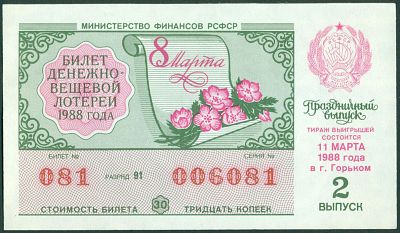 МИНИСТЕРСТВО ФИНАНСОВ РСФСР
БИЛЕТ
ДЕНЕЖНО-
ВЕЩЕВОЙ
ЛОТЕРЕИ
1988 ГОДА
8 Марта
Праздничный
выпуск
ТИРАЖ ВЫИГРЫШЕЙ
СОСТОИТСЯ
11 МАРТА
1988 года
в г. Горьком
2
ВЫПУСК
БИЛЕТ №
СЕРИЯ №
081
РАЗРЯД 91
006081
СТОИМОСТЬ БИЛЕТА 30 ТРИДЦАТЬ КОПЕЕК